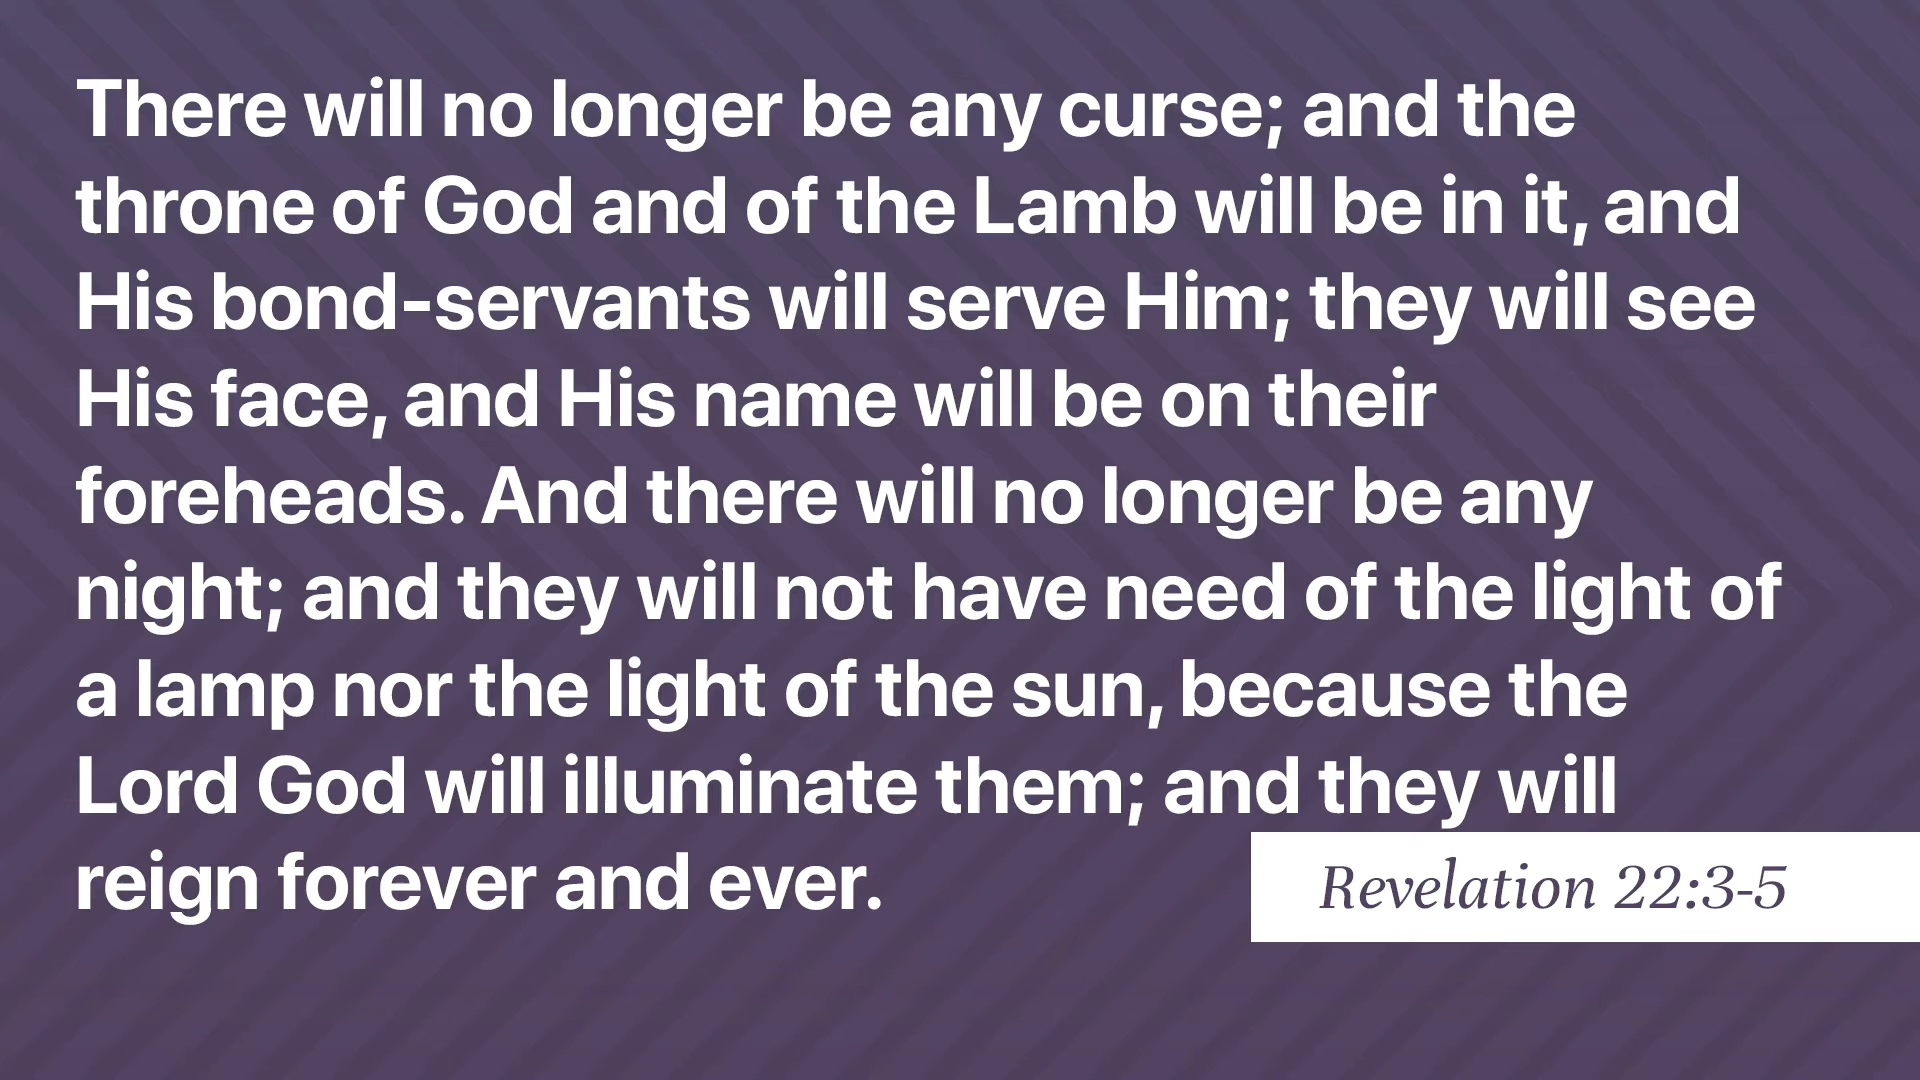 There will no longer be any curse; and the
throne of God and of the Lamb will be in it, and
His bond-servants will serve Him; they will see
His face, and His name will be on their
foreheads. And there will no longer be any
night; and they will not have need of the light of
a lamp nor the light of the sun, because the
Lord God will illuminate them; and they will
reign forever and ever.
Revelation 22:3-5